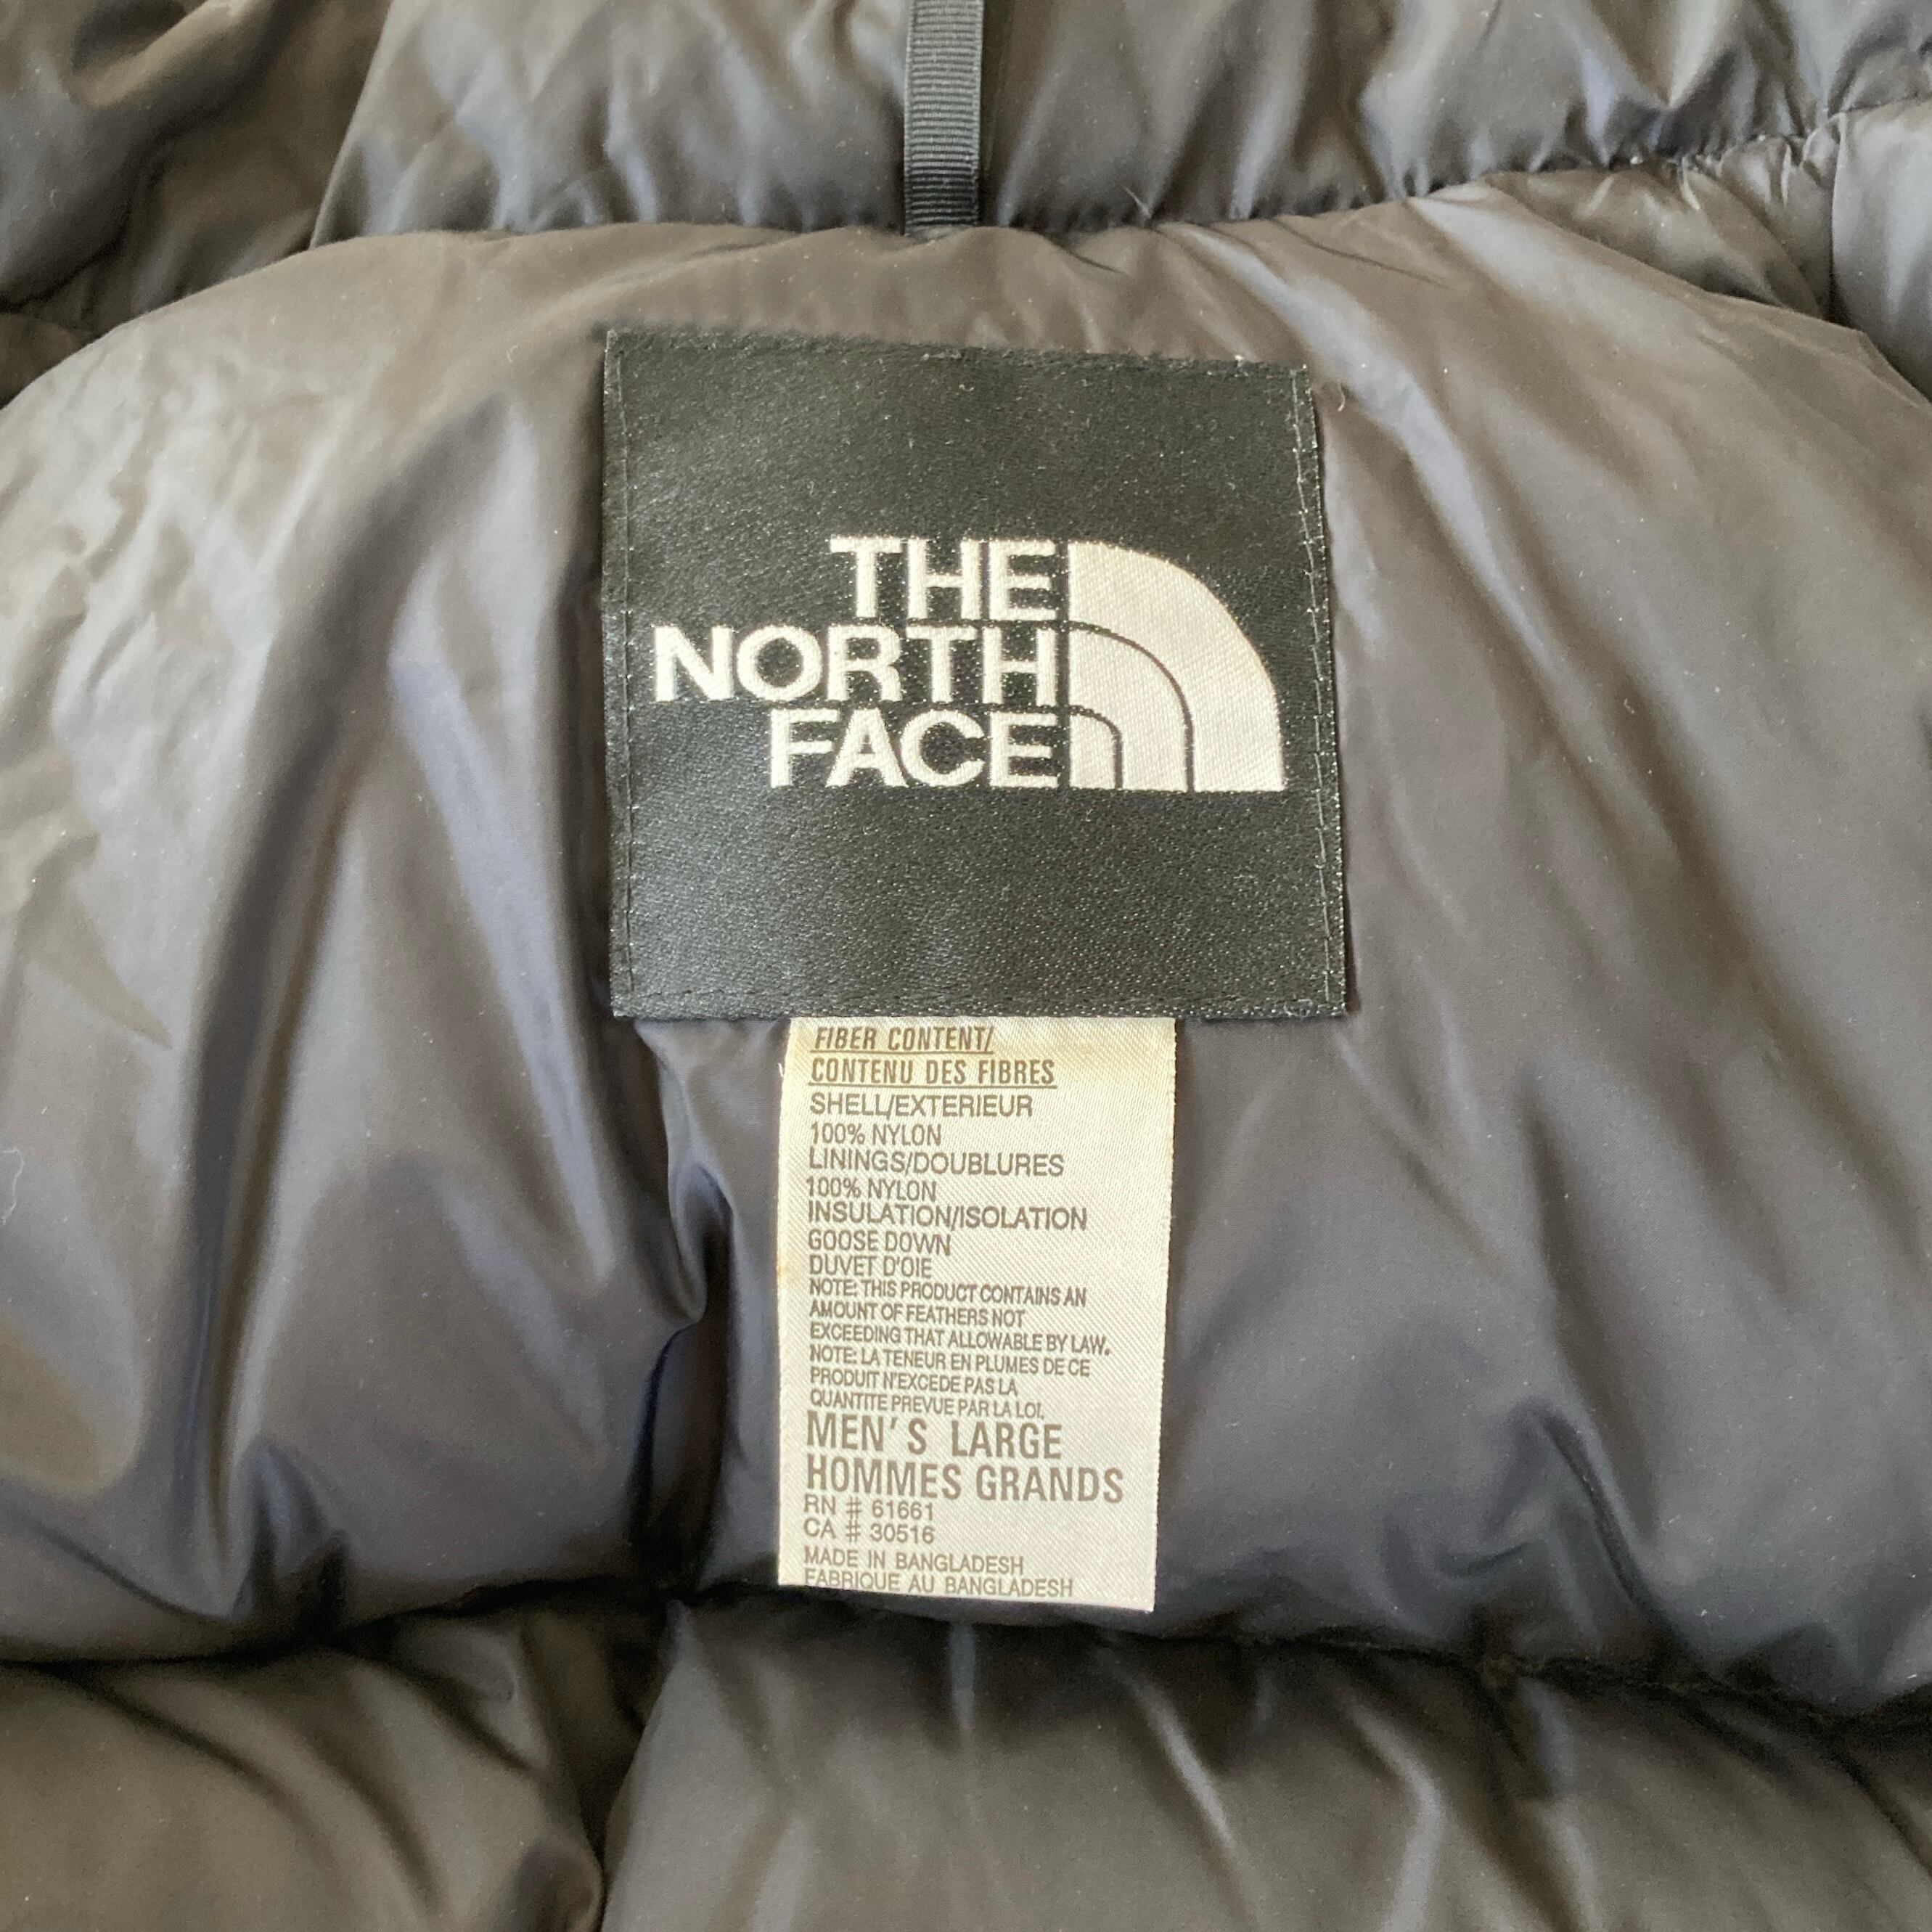 THE
NORTH
FACE
FIBER CONTENT/
CONTENU DES FIBRES
SHELL/EXTERIEUR
100% NYLON
LININGS/DOUBLURES
100% NYLON
INSULATION/ISOLATION
GOOSE DOWN
DUVET D'OIE
NOTE: THIS PRODUCT CONTAINS AN
AMOUNT OF FEATHERS NOT
EXCEEDING THAT ALLOWABLE BY LAW.
NOTE: LA TENEUR EN PLUMES DE CE
PRODUIT N'EXCEDE PAS LA
QUANTITE PREVUE PAR LA LOI.
MEN'S LARGE
HOMMES GRANDS
RN # 61661
CA # 30516
MADE IN BANGLADESH
FABRIQUE AU BANGLADESH